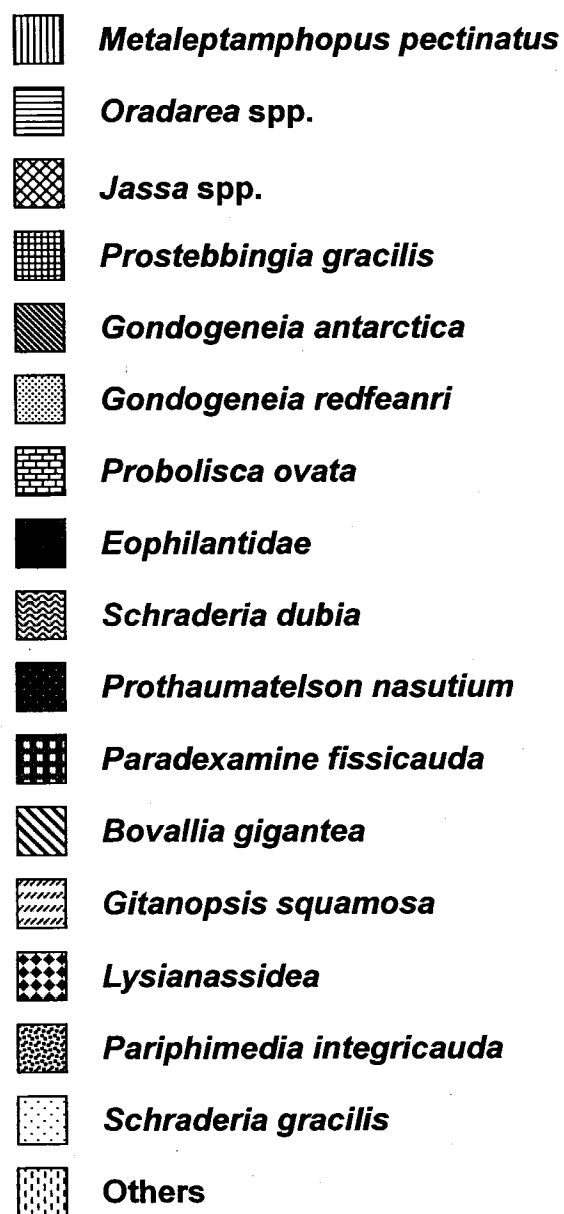 Metaleptamphopus pectinatus
Oradarea spp.
Jassa spp.
Prostebbingia gracilis
Gondogeneia antarctica
Gondogeneia redfeanri
Probolisca ovata
Eophilantidae
Schraderia dubia
Prothaumatelson nasutium
Paradexamine fissicauda
Bovallia gigantea
Gitanopsis squamosa
Lysianassidea
Pariphimedia integricauda
Schraderia gracilis
Others